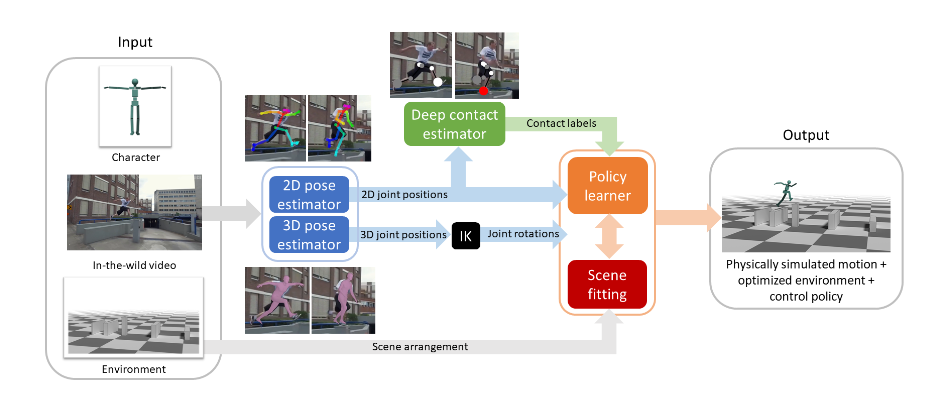 Input
Character
In-the-wild video
Environment
2D pose
estimator
3D pose
estimator
2D joint positions
3D joint positions
IK
Joint rotations
Deep contact
estimator
Contact labels
Policy
learner
Scene
fitting
Scene arrangement
Output
Physically simulated motion +
optimized environment +
control policy